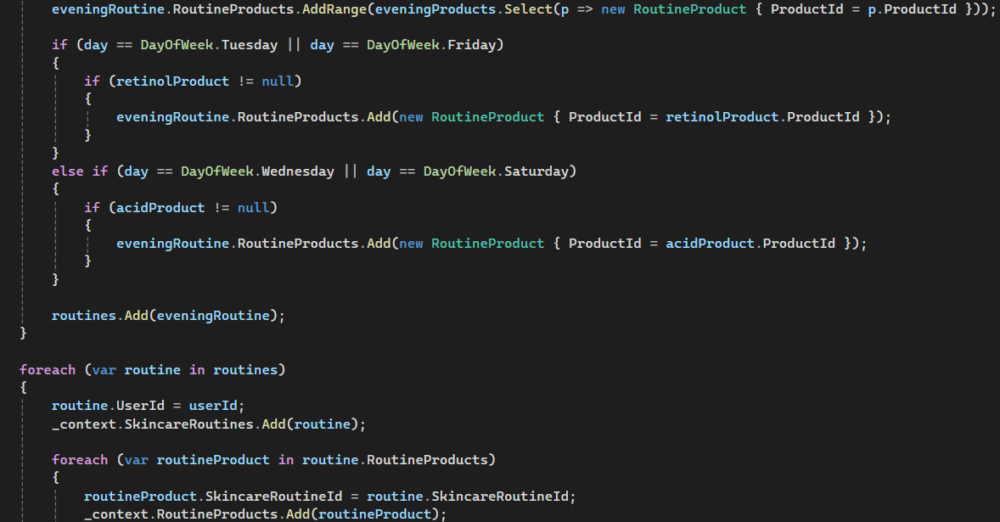 eveningRoutine.RoutineProducts.AddRange(eveningProducts.Select(p => new RoutineProduct { ProductId = p.ProductId }));
if (day == DayOfWeek.Tuesday || day == DayOfWeek.Friday)
{
if (retinolProduct != null)
{
eveningRoutine.RoutineProducts.Add(new RoutineProduct { ProductId = retinolProduct.ProductId });
}
}
else if (day == DayOfWeek.Wednesday || day == DayOfWeek.Saturday)
{
if (acidProduct != null)
{
eveningRoutine.RoutineProducts.Add(new RoutineProduct { ProductId = acidProduct.ProductId });
}
}
routines.Add(eveningRoutine);
}
foreach (var routine in routines)
{
routine.UserId = userId;
_context.SkincareRoutines.Add(routine);
foreach (var routineProduct in routine.RoutineProducts)
{
routineProduct.SkincareRoutineId = routine.SkincareRoutineId;
_context.RoutineProducts.Add(routineProduct);